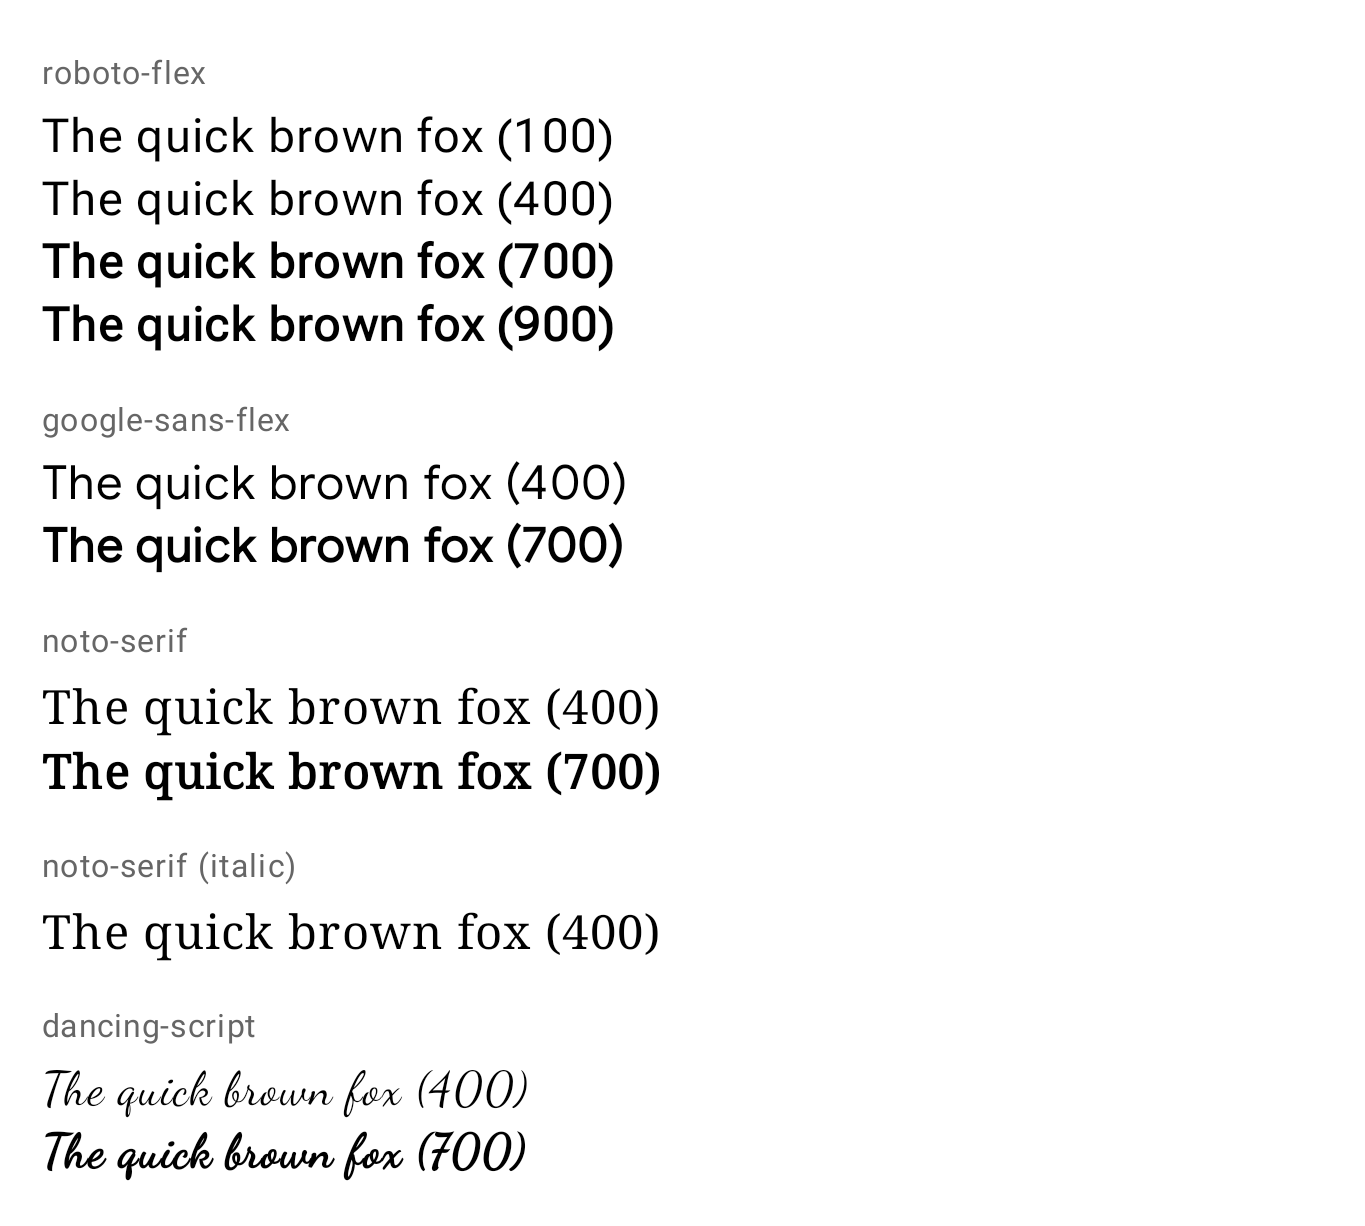 roboto-flex
The quick brown fox (100)
The quick brown fox (400)
The quick brown fox (700)
The quick brown fox (900)
google-sans-flex
The quick brown fox (400)
The quick brown fox (700)
noto-serif
The quick brown fox (400)
The quick brown fox (700)
noto-serif (italic)
The quick brown fox (400)
dancing-script
The quick brown fox (400)
The quick brown fox (700)